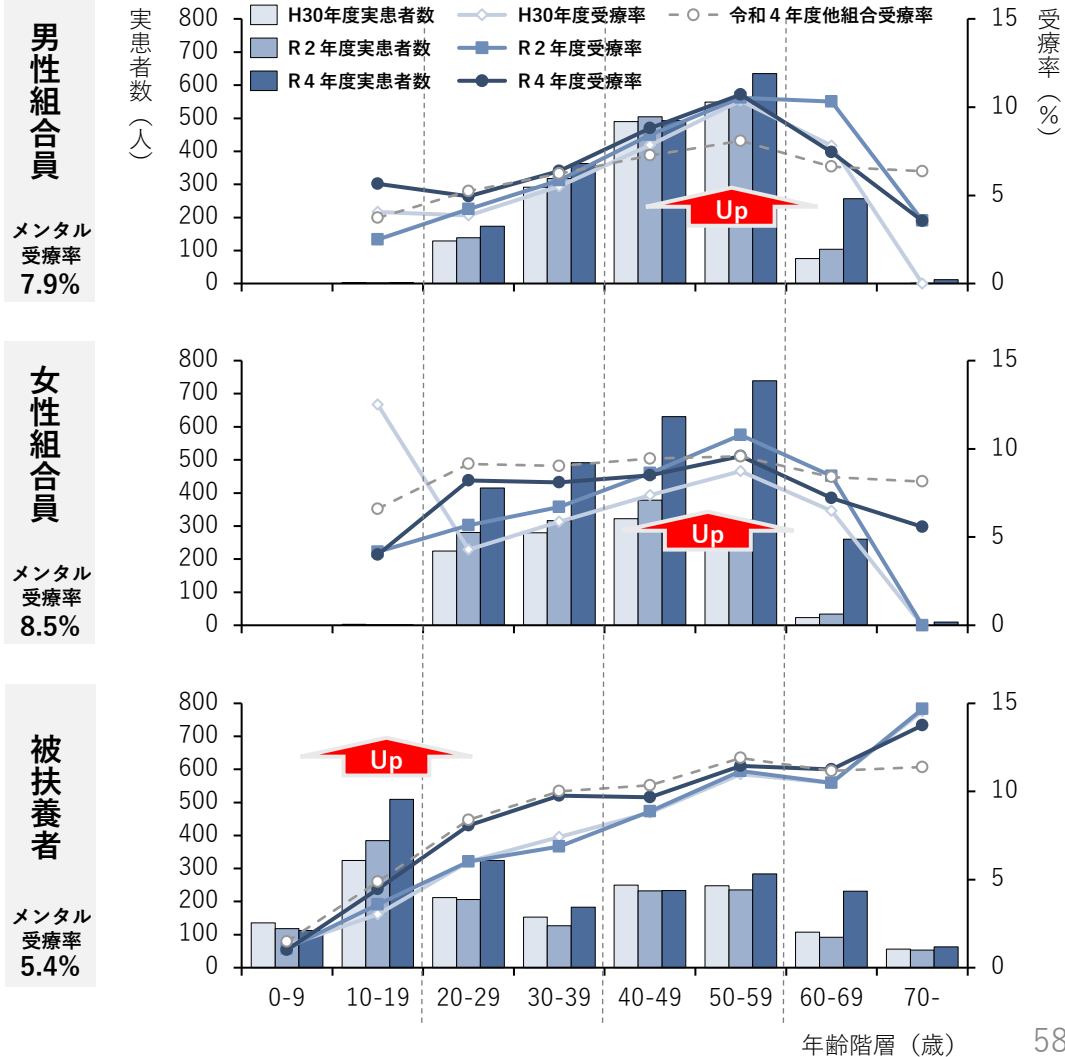 H30年度実患者数
H30年度受療率
令和４年度他組合受療率
R２年度実患者数
R２年度受療率
R４年度実患者数
R４年度受療率
男性組合員
メンタル
受療率
7.9%
実患者数（人）
受療率（%）
800
700
600
500
400
300
200
100
0
15
10
5
0
Up
女性組合員
メンタル
受療率
8.5%
800
700
600
500
400
300
200
100
0
15
10
5
0
Up
被扶養者
メンタル
受療率
5.4%
800
700
600
500
400
300
200
100
0
15
10
5
0
Up
0-9 10-19 20-29 30-39 40-49 50-59 60-69 70-
年齢階層（歳）
58